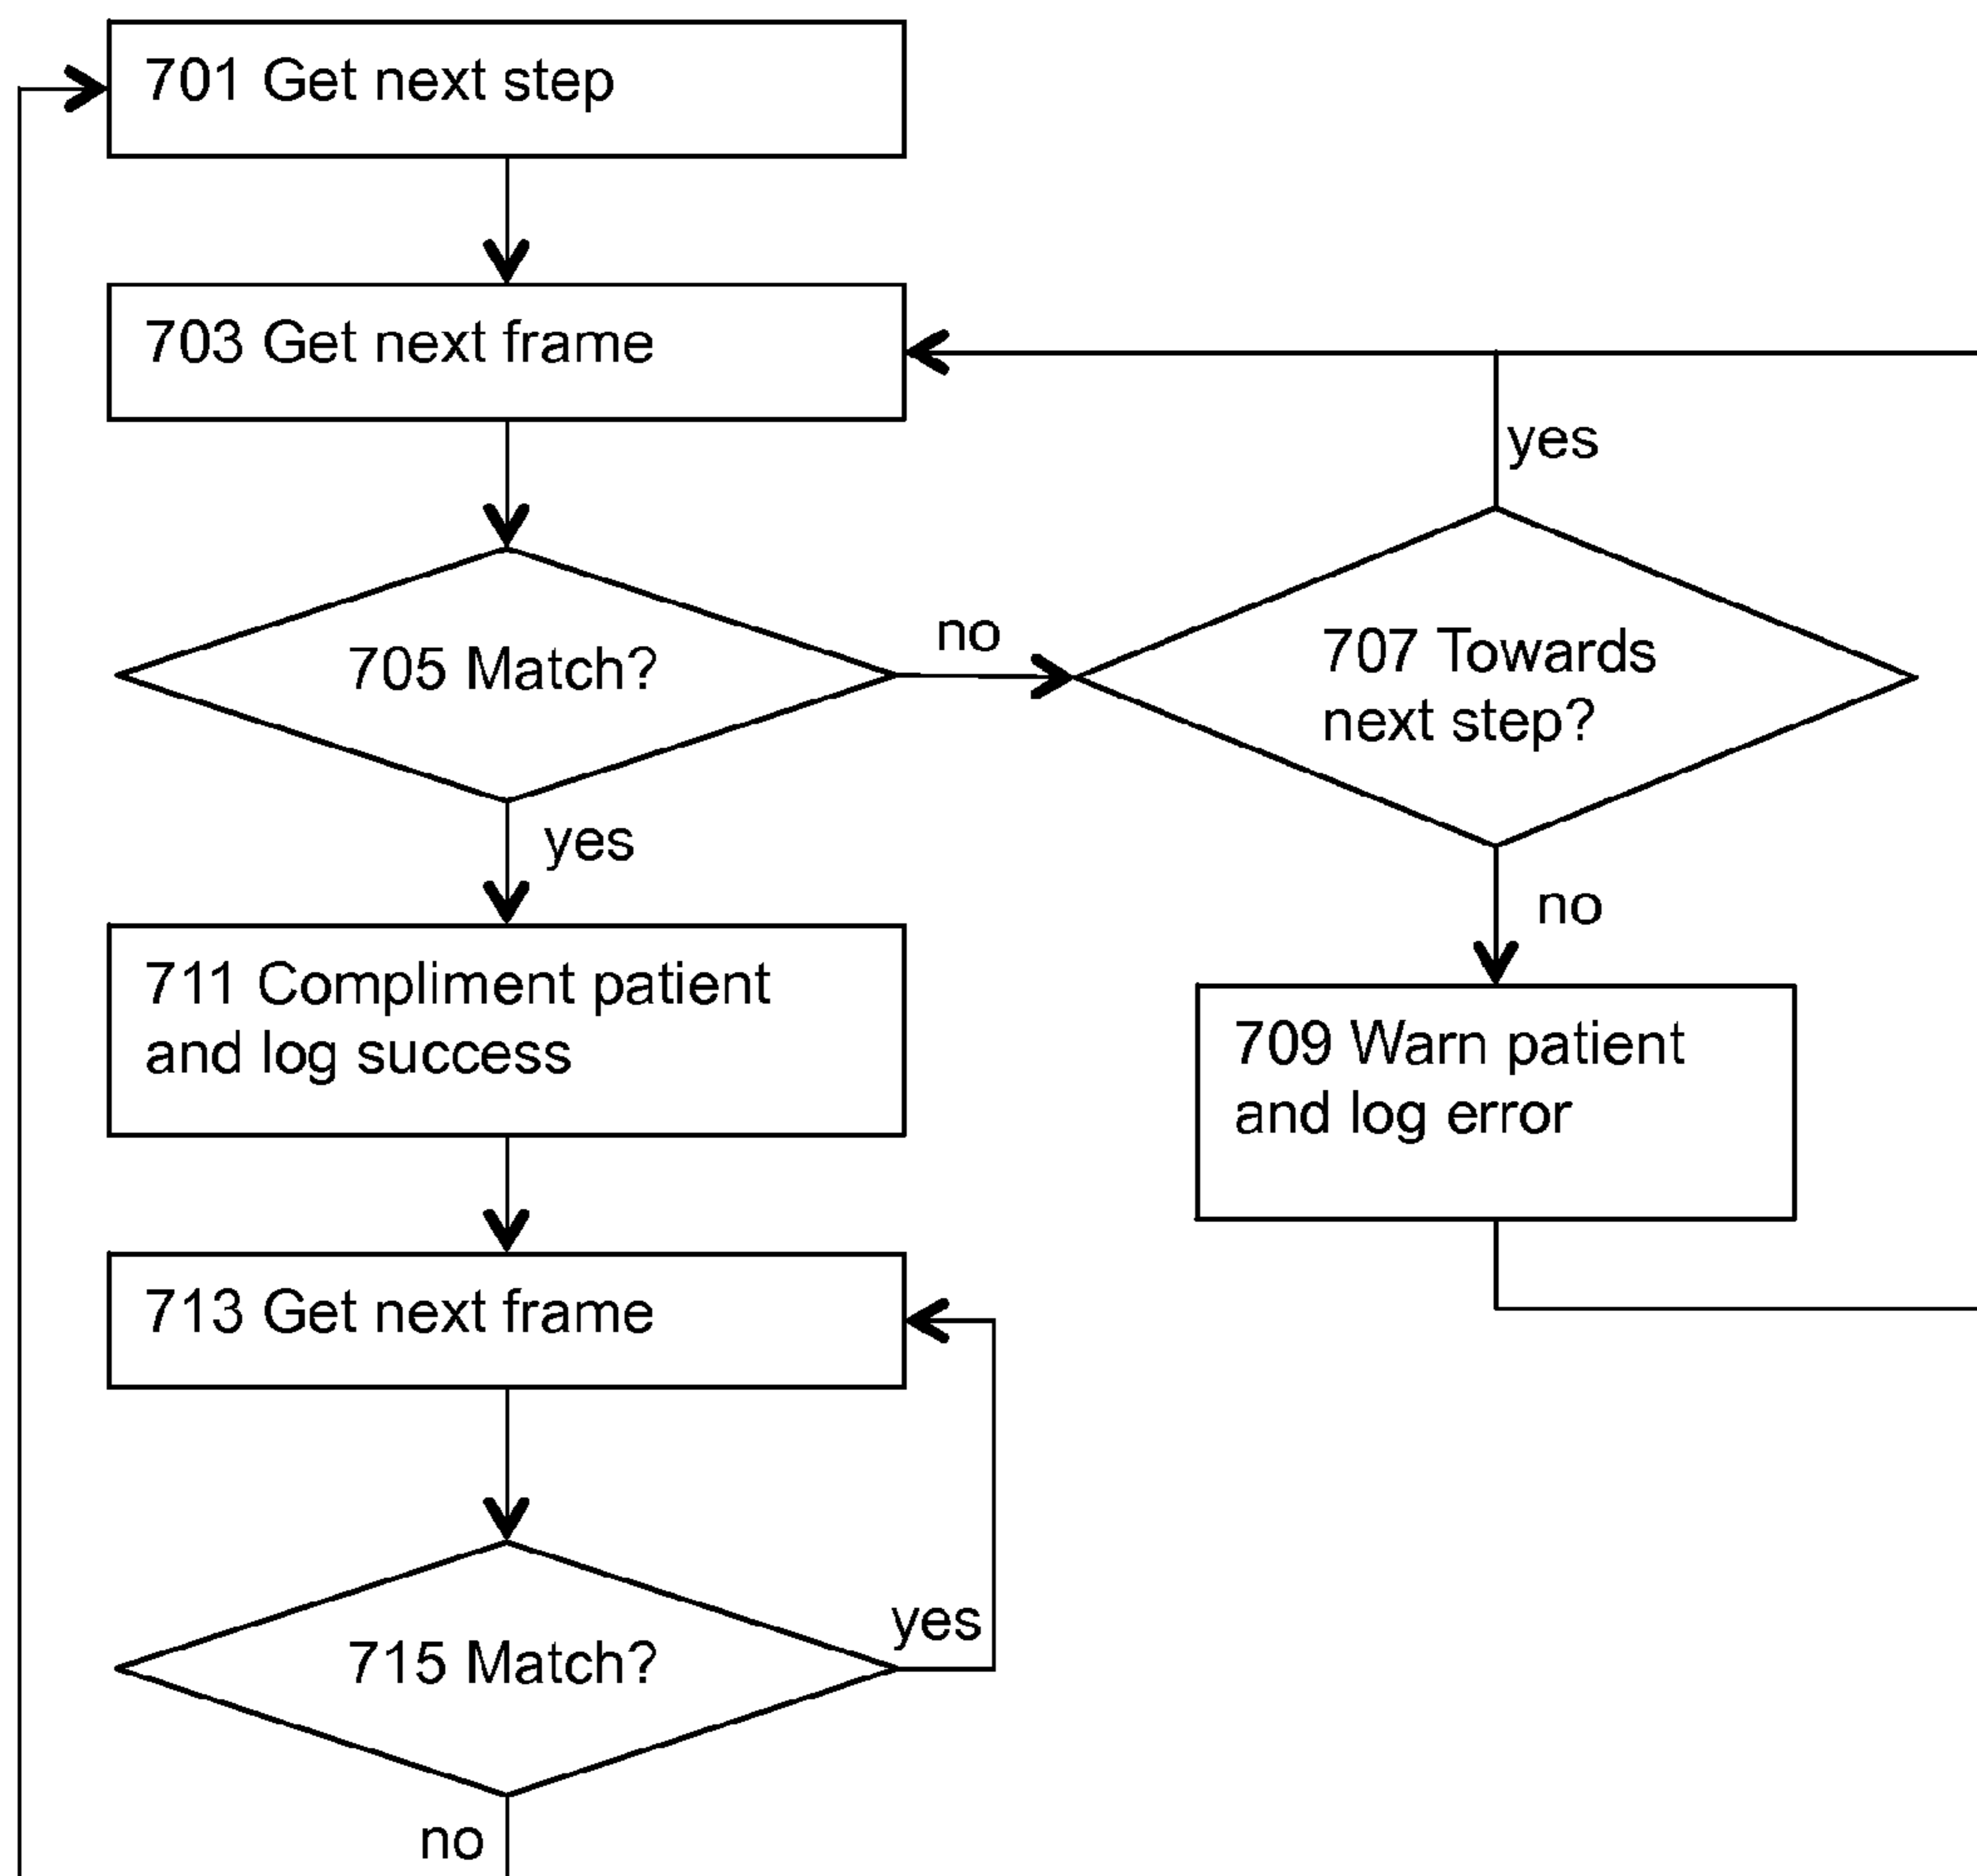 701 Get next step
703 Get next frame
yes
no
705 Match?
707 Towards
next step?
yes
no
711 Compliment patient
and log success
709 Warn patient
and log error
713 Get next frame
yes
715 Match?
no